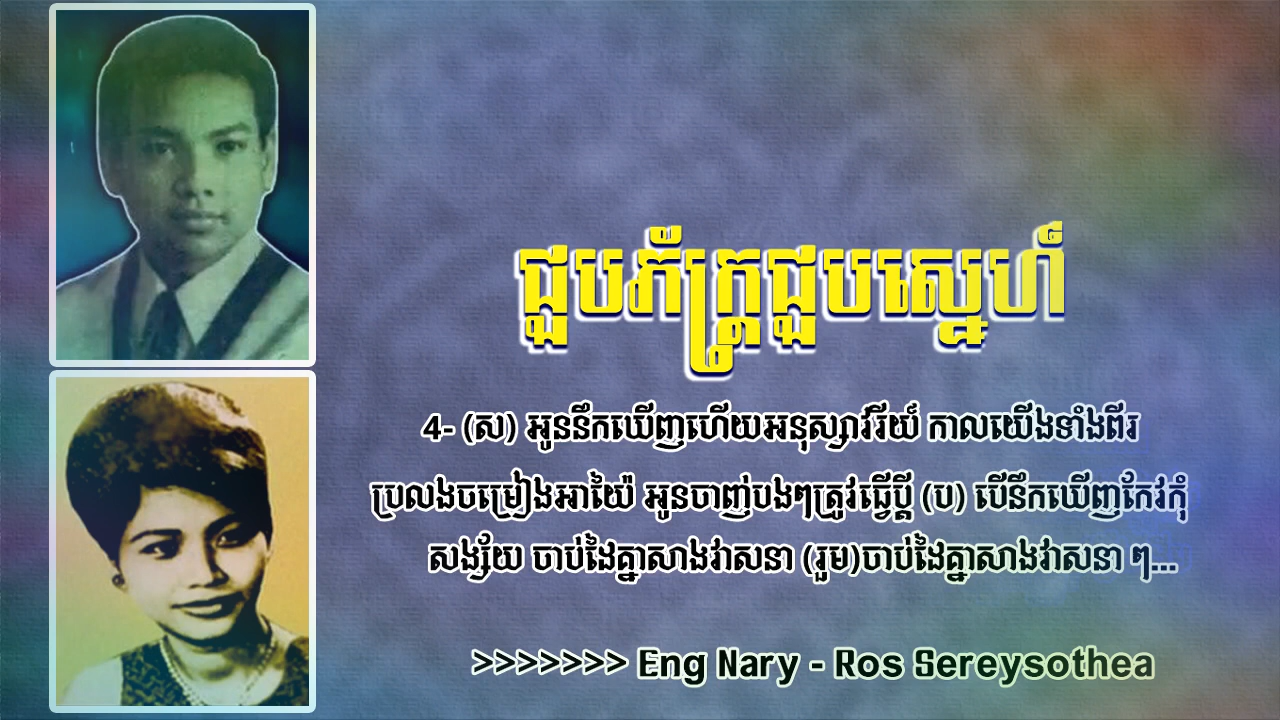 ជួបភ័ក្ត្រជួបស្នេហ៍
4- (ស) អូននឹកឃើញហើយអនុស្សាវរីយ៍ កាលយើងទាំងពីរ
ប្រលងចម្រៀងអាយ៉ៃ អូនចាញ់បងៗត្រូវធ្វើប្ដី (ប) បើនឹកឃើញកែវកុំ
សង្ស័យ ចាប់ដៃគ្នាសាងវាសនា (រួម)ចាប់ដៃគ្នាសាងវាសនា ៗ...
>>>>>>> Eng Nary - Ros Sereysothea